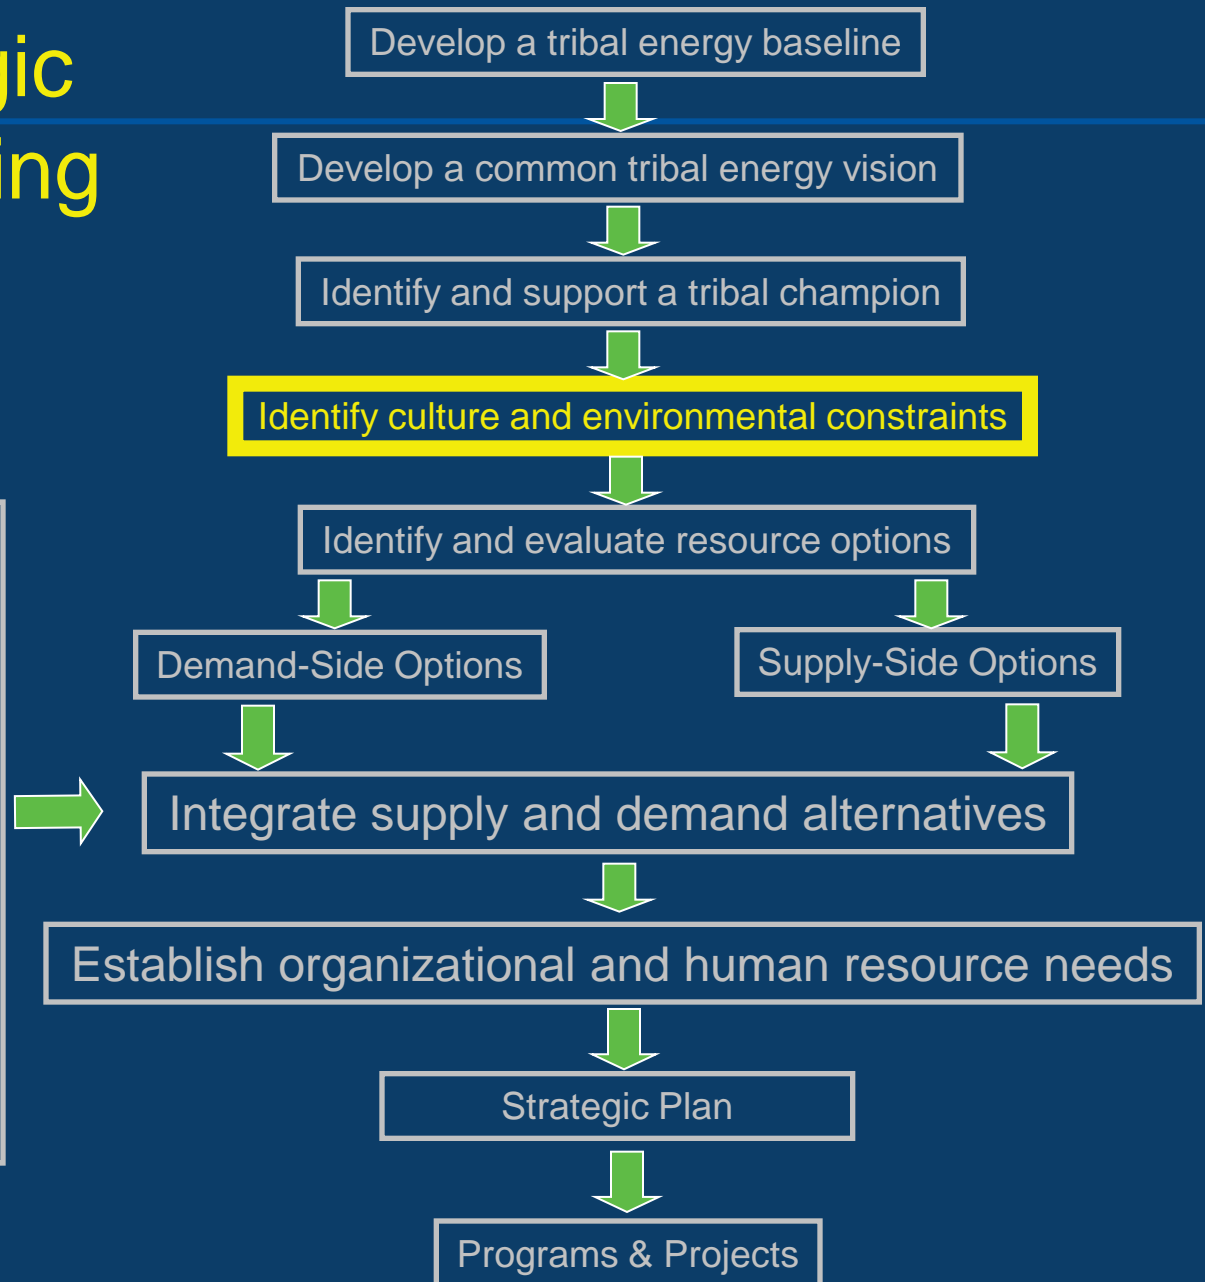 Develop a tribal energy baseline
Develop a common tribal energy vision
Identify and support a tribal champion
Identify culture and environmental constraints
Identify and evaluate resource options
Demand-Side Options
Supply-Side Options
Integrate supply and demand alternatives
Establish organizational and human resource needs
Strategic Plan
Programs & Projects